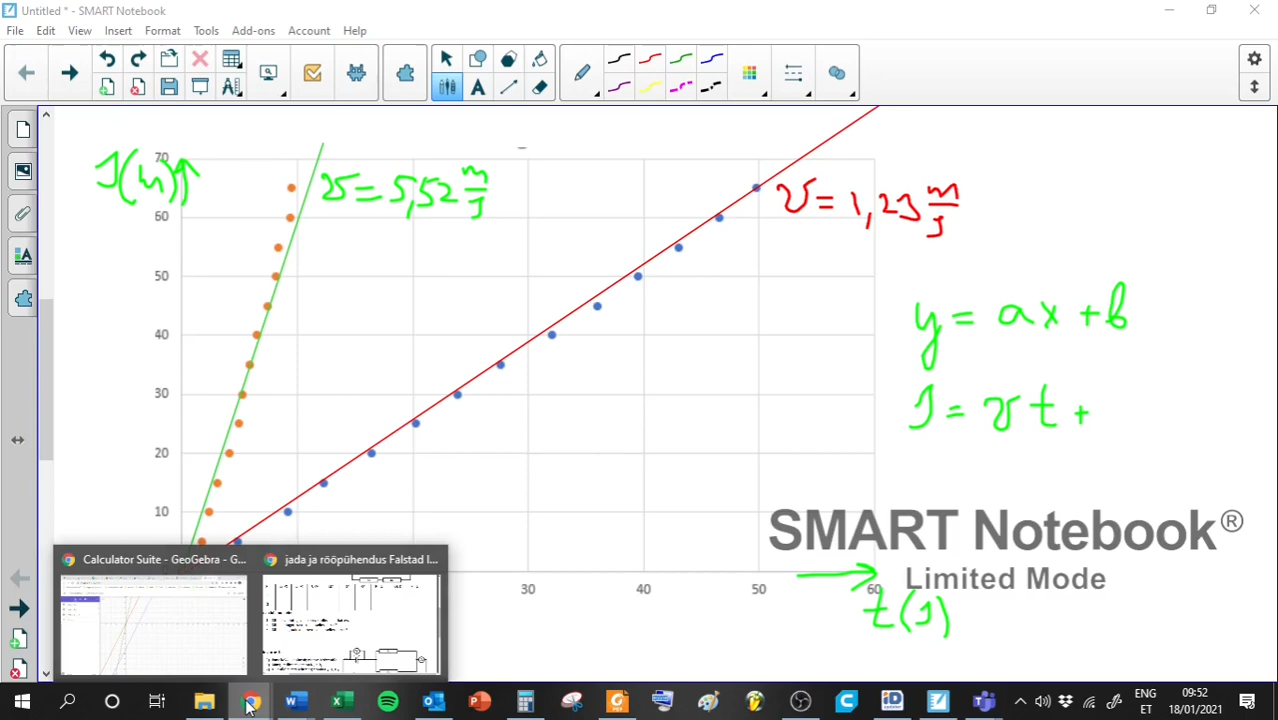 Untitled * - SMART Notebook
File Edit View Insert Format Tools Add-ons Account Help
s(m)↑
70
60
50
40
30
20
10
v = 5,52 m/s
v = 1,23 m/s
y = ax + b
s = v t +
SMART Notebook®
Limited Mode
30 40 50 60
t(s)
Calculator Suite - GeoGebra - G...
jada ja rööpühendus Falstad I...
ENG
ET
09:52
18/01/2021